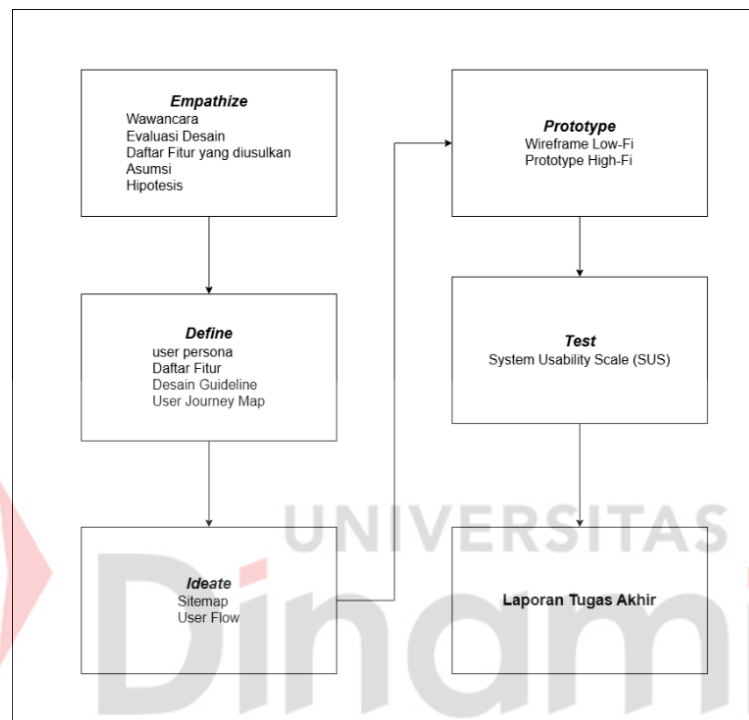 Empathize
Wawancara
Evaluasi Desain
Daftar Fitur yang diusulkan
Asumsi
Hipotesis
Define
user persona
Daftar Fitur
Desain Guideline
User Journey Map
Ideate
Sitemap
User Flow
Prototype
Wireframe Low-Fi
Prototype High-Fi
Test
System Usability Scale (SUS)
Laporan Tugas Akhir
UNIVERSITAS
Dinami